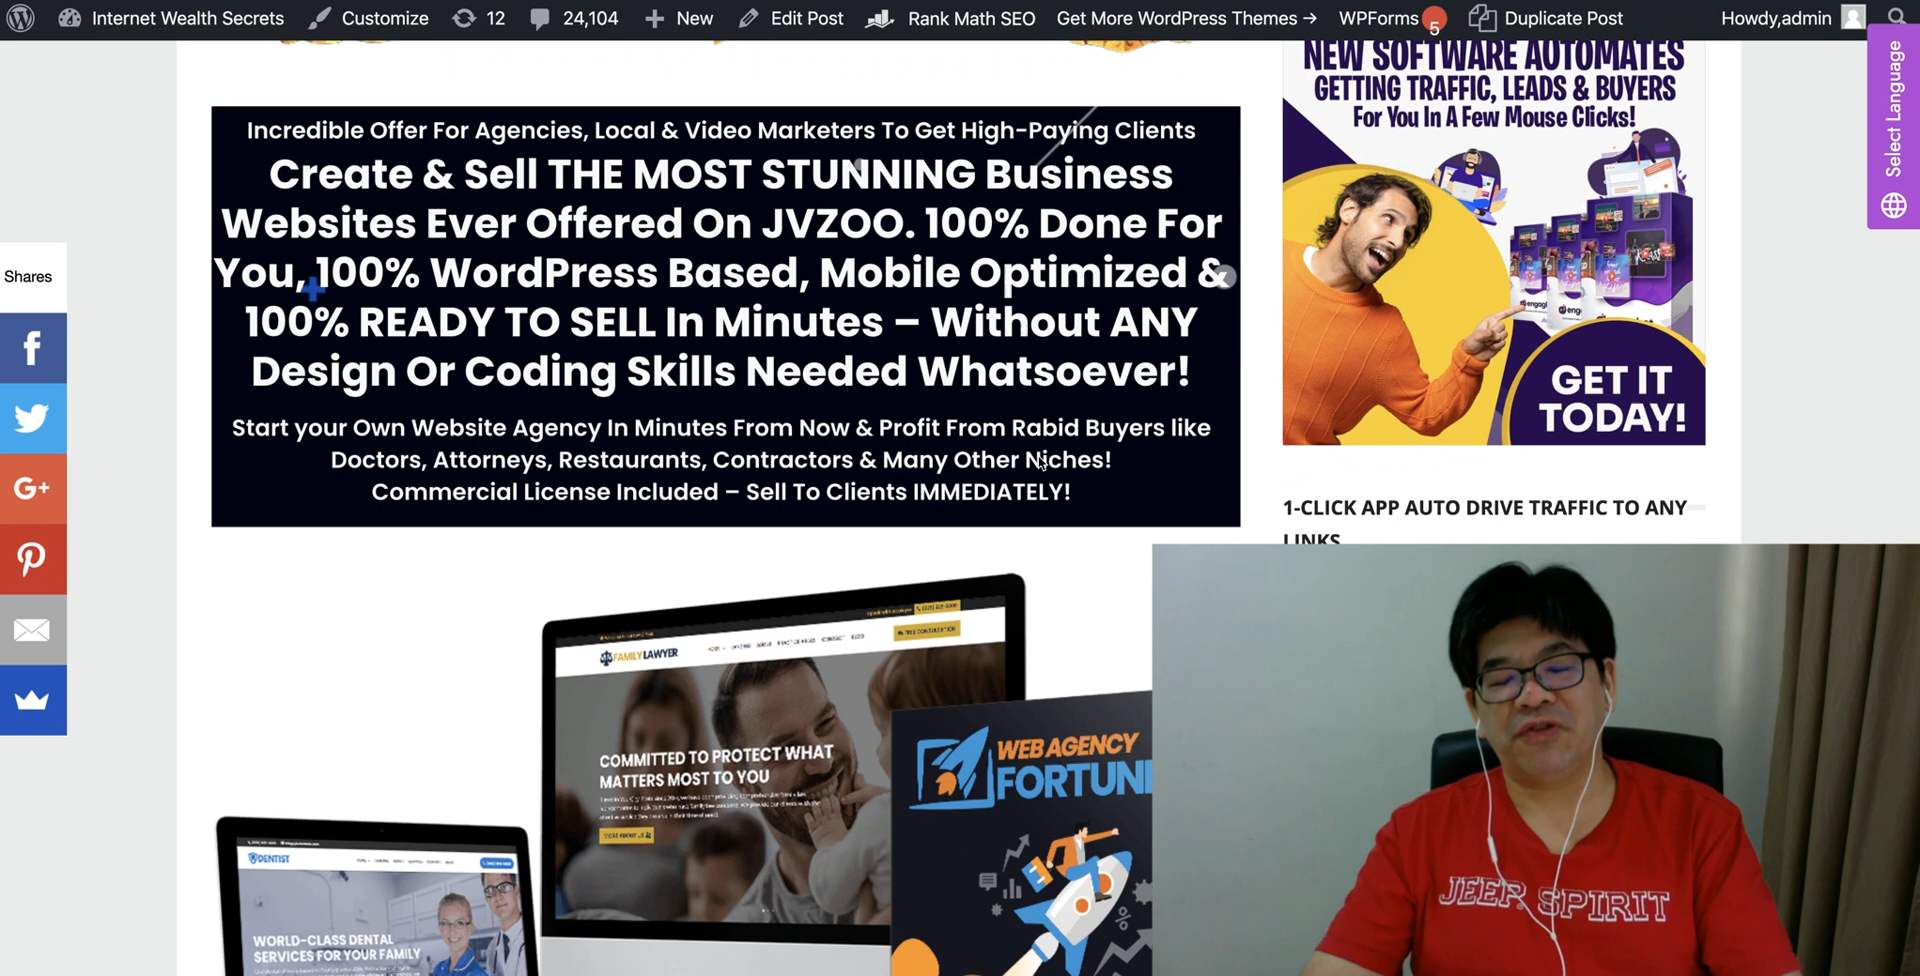 Internet Wealth Secrets
Customize
12
24,104
New
Edit Post
Rank Math SEO
Get More WordPress Themes →
WPForms
5
Duplicate Post
Howdy,admin
Select Language
Shares
Incredible Offer For Agencies, Local & Video Marketers To Get High-Paying Clients
Create & Sell THE MOST STUNNING Business
Websites Ever Offered On JVZOO. 100% Done For
You, 100% WordPress Based, Mobile Optimized &
100% READY TO SELL In Minutes – Without ANY
Design Or Coding Skills Needed Whatsoever!
Start your Own Website Agency In Minutes From Now & Profit From Rabid Buyers like
Doctors, Attorneys, Restaurants, Contractors & Many Other Niches!
Commercial License Included – Sell To Clients IMMEDIATELY!
NEW SOFTWARE AUTOMATES
GETTING TRAFFIC, LEADS & BUYERS
For You In A Few Mouse Clicks!
GET IT
TODAY!
1-CLICK APP AUTO DRIVE TRAFFIC TO ANY
LINKS
FAMILY LAWYER
FREE CONSULTATION
COMMITTED TO PROTECT WHAT
MATTERS MOST TO YOU
MORE ABOUT US
WEB AGENCY
FORTUN
DENTIST
WORLD-CLASS DENTAL
SERVICES FOR YOUR FAMILY
JEEP SPIRIT